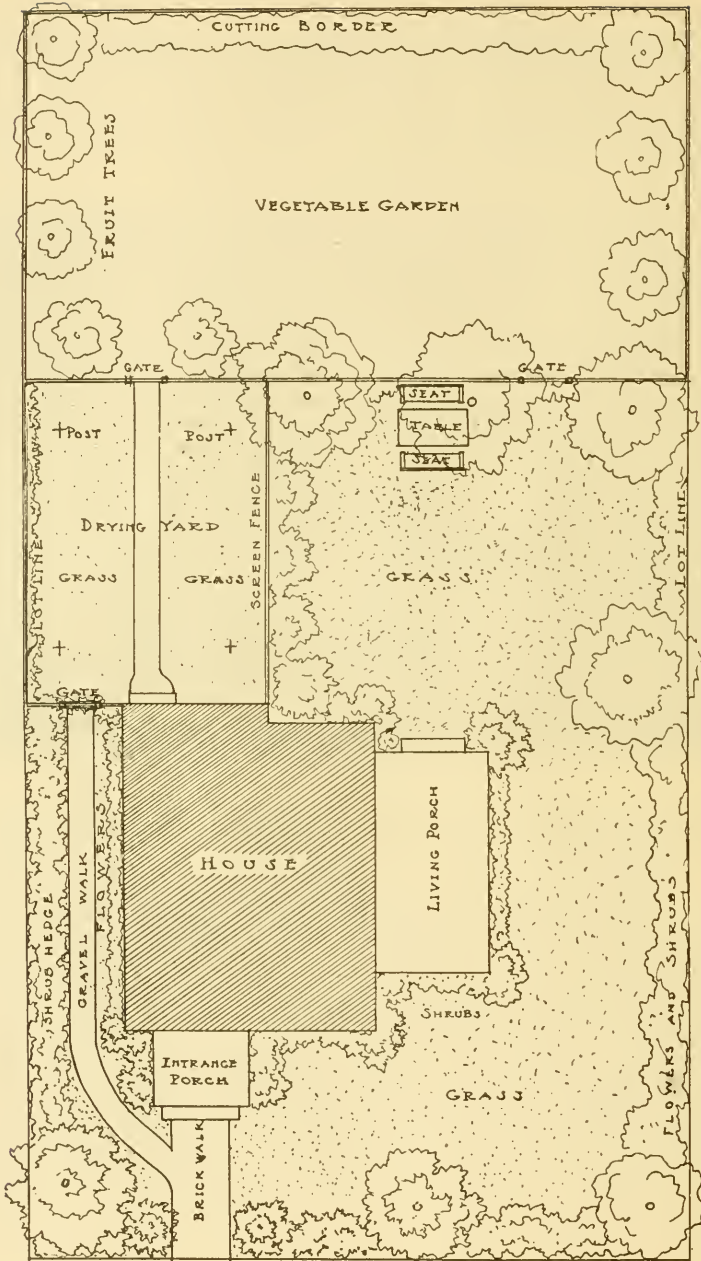 CUTTING BORDER
FRUIT TREES
VEGETABLE GARDEN
GATE
GATE
SEAT
TABLE
SEAT
POST
POST
DRYING YARD
SCREEN FENCE
LOT LINE
LOT LINE
GRASS
GRASS
GRASS
GATE
FLOWERS
GRAVEL WALK
SHRUB HEDGE
HOUSE
LIVING PORCH
SHRUBS
FLOWERS AND SHRUBS
INTRANCE
PORCH
GRASS
BRICK WALK